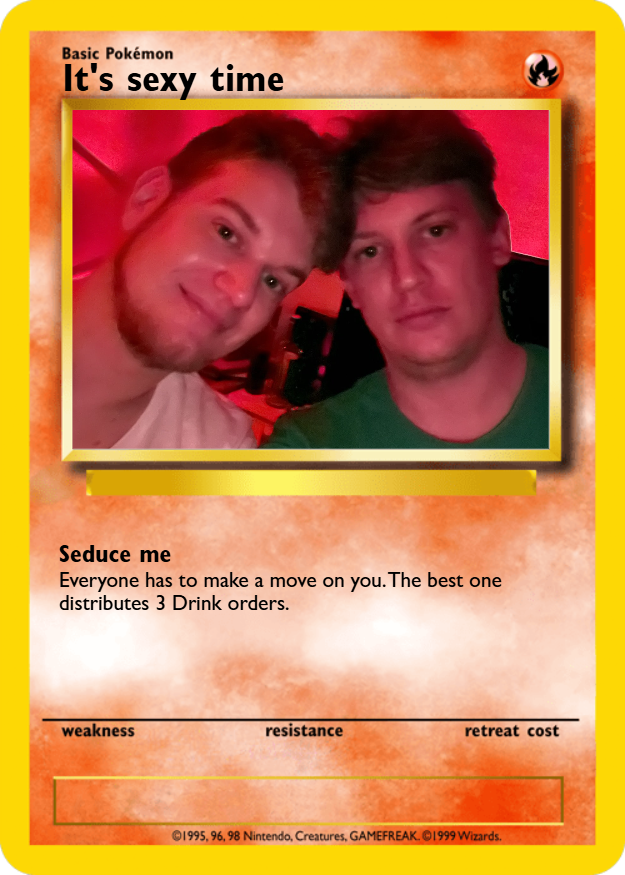 Basic Pokémon
It's sexy time
Seduce me
Everyone has to make a move on you. The best one
distributes 3 Drink orders.
weakness resistance retreat cost
©1995, 96, 98 Nintendo, Creatures, GAMEFREAK. ©1999 Wizards.